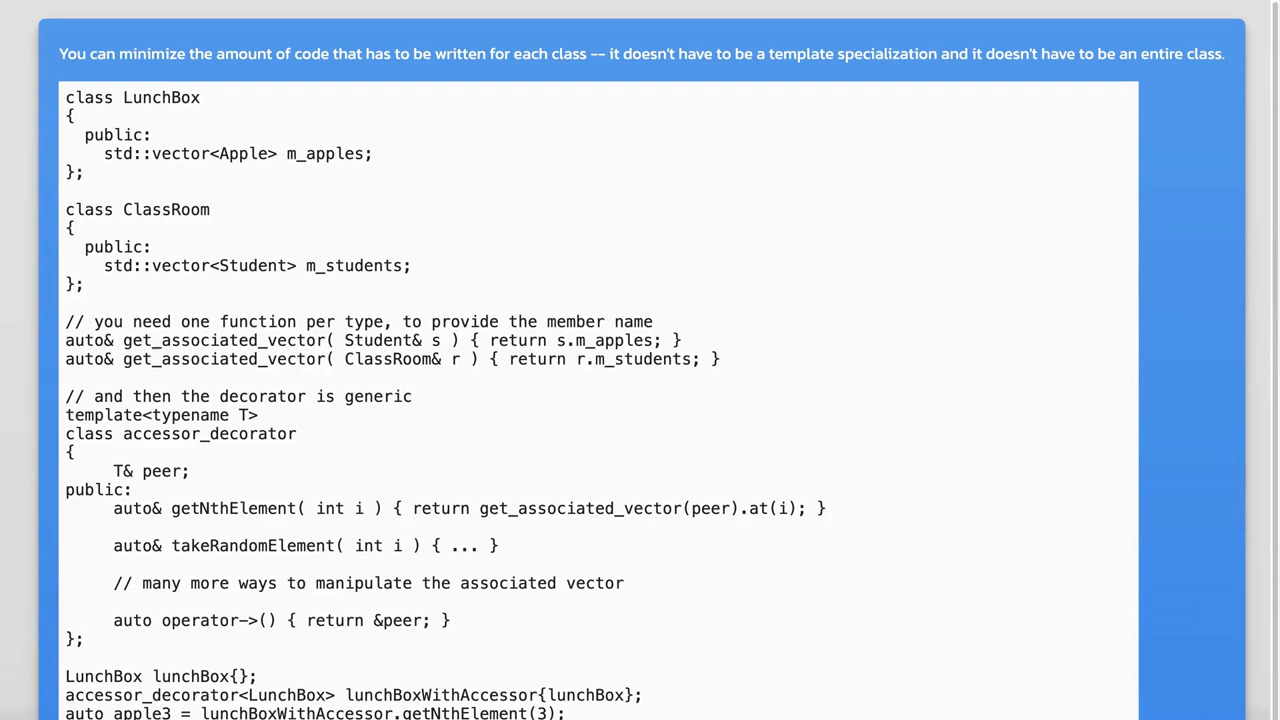 You can minimize the amount of code that has to be written for each class -- it doesn't have to be a template specialization and it doesn't have to be an entire class.
class LunchBox
{
  public:
    std::vector<Apple> m_apples;
};

class ClassRoom
{
  public:
    std::vector<Student> m_students;
};

// you need one function per type, to provide the member name
auto& get_associated_vector( Student& s ) { return s.m_apples; }
auto& get_associated_vector( ClassRoom& r ) { return r.m_students; }

// and then the decorator is generic
template<typename T>
class accessor_decorator
{
     T& peer;
public:
     auto& getNthElement( int i ) { return get_associated_vector(peer).at(i); }

     auto& takeRandomElement( int i ) { ... }

     // many more ways to manipulate the associated vector

     auto operator->() { return &peer; }
};

LunchBox lunchBox{};
accessor_decorator<LunchBox> lunchBoxWithAccessor{lunchBox};
auto apple3 = lunchBoxWithAccessor.getNthElement(3);